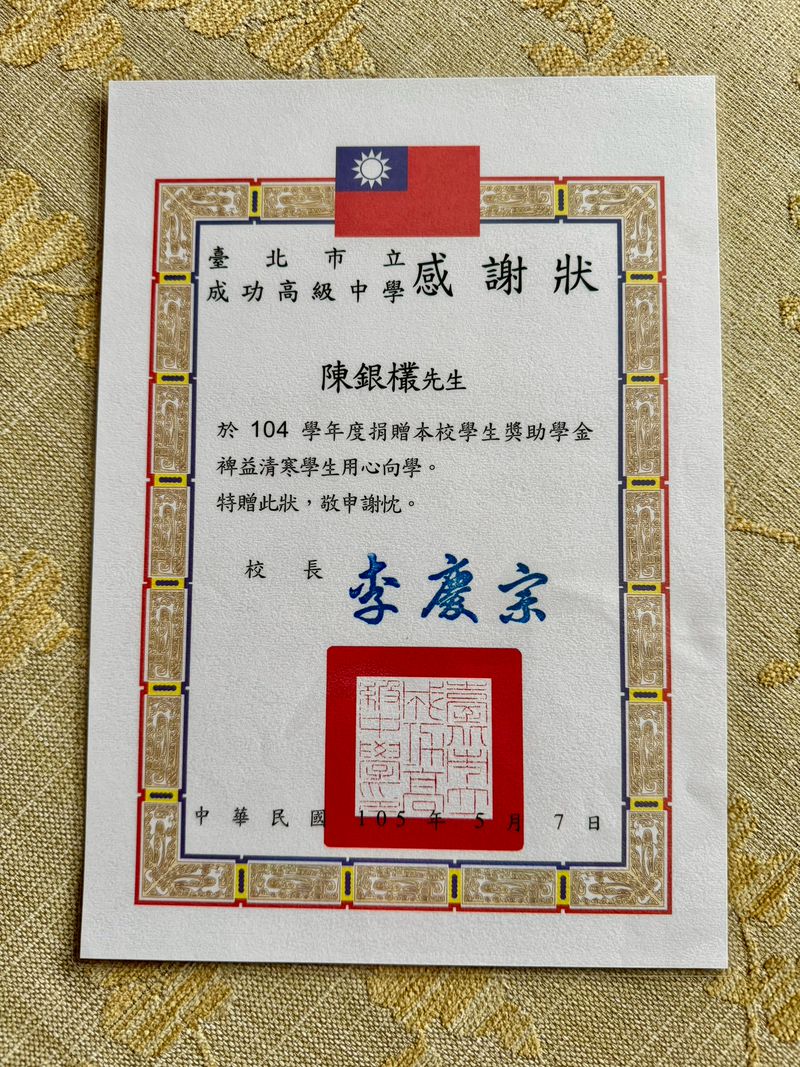 臺北市立
成功高級中學
感謝狀
陳銀欉先生
於 104 學年度捐贈本校學生獎助學金
裨益清寒學生用心向學。
特贈此狀，敬申謝忱。
校長 李慶宗
中華民國 105 年 5 月 7 日